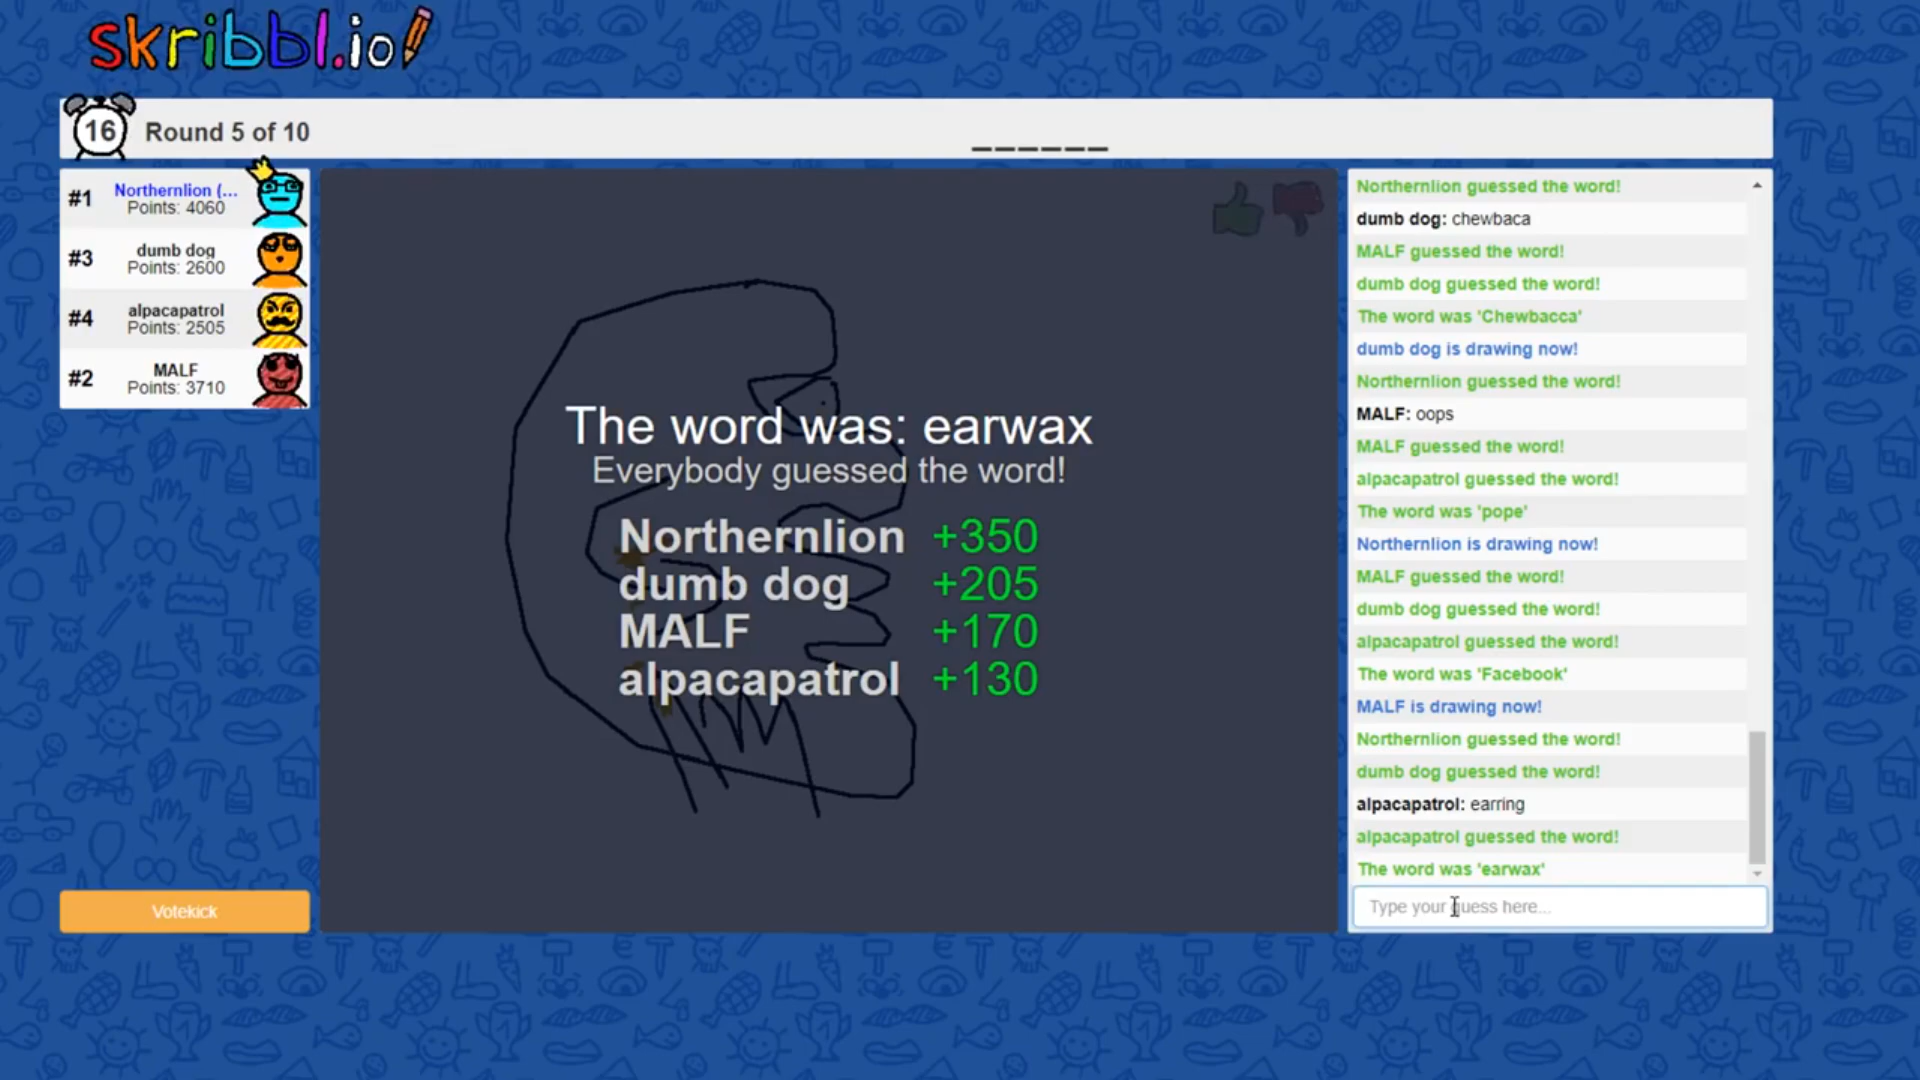 skribbl.io
16
Round 5 of 10
______
#1
Northernlion (...
Points: 4060
#3
dumb dog
Points: 2600
#4
alpacapatrol
Points: 2505
#2
MALF
Points: 3710
Votekick
The word was: earwax
Everybody guessed the word!
Northernlion +350
dumb dog +205
MALF +170
alpacapatrol +130
Northernlion guessed the word!
dumb dog: chewbaca
MALF guessed the word!
dumb dog guessed the word!
The word was 'Chewbacca'
dumb dog is drawing now!
Northernlion guessed the word!
MALF: oops
MALF guessed the word!
alpacapatrol guessed the word!
The word was 'pope'
Northernlion is drawing now!
MALF guessed the word!
dumb dog guessed the word!
alpacapatrol guessed the word!
The word was 'Facebook'
MALF is drawing now!
Northernlion guessed the word!
dumb dog guessed the word!
alpacapatrol: earring
alpacapatrol guessed the word!
The word was 'earwax'
Type your guess here...